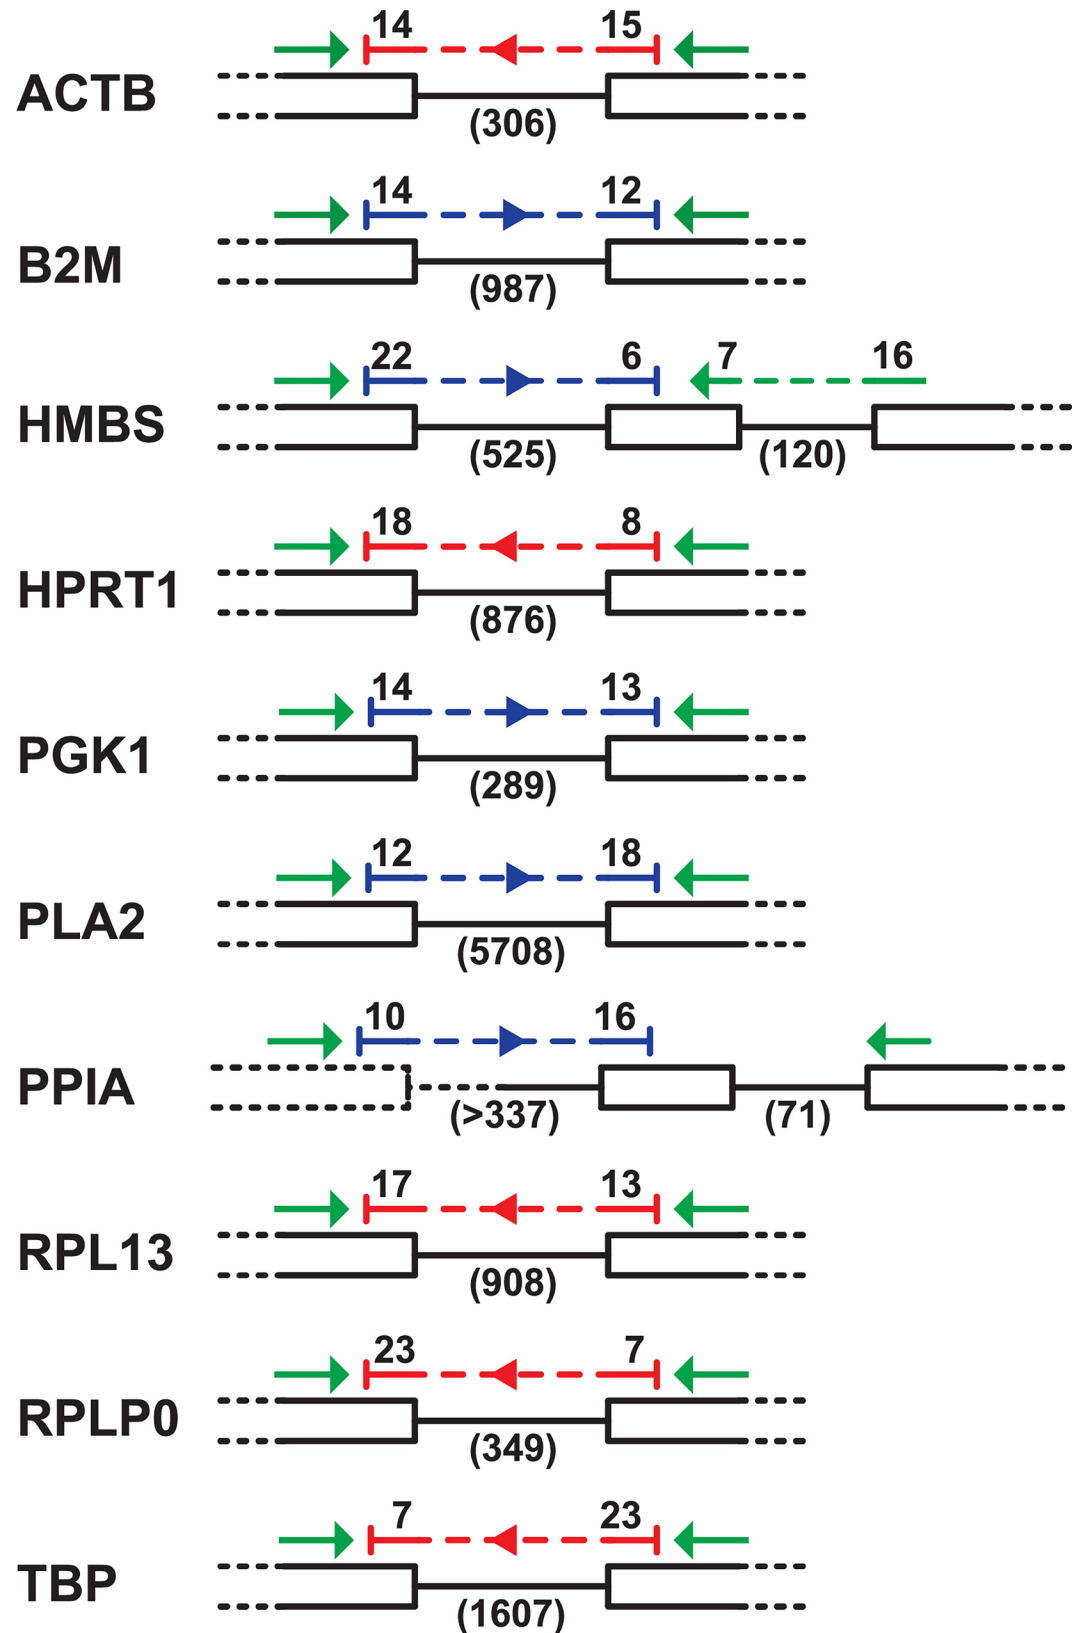 14 15
ACTB
(306)
14 12
B2M
(987)
22 6 7 16
HMBS
(525) (120)
18 8
HPRT1
(876)
14 13
PGK1
(289)
12 18
PLA2
(5708)
10 16
PPIA
(>337) (71)
17 13
RPL13
(908)
23 7
RPLP0
(349)
7 23
TBP
(1607)